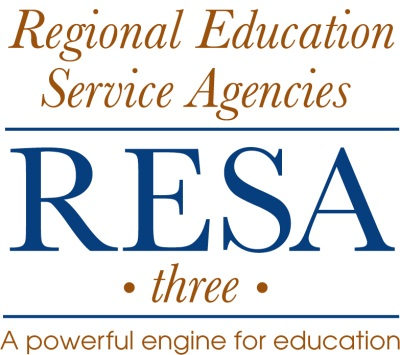 Regional Education
Service Agencies
RESA
• three •
A powerful engine for education